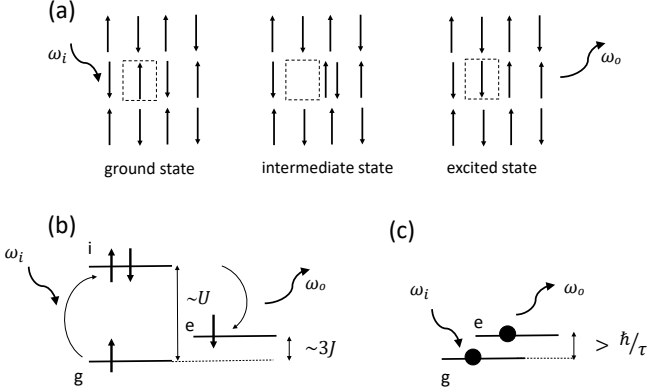 (a)
ω_i
ω_o
ground state
intermediate state
excited state
(b)
(c)
i
ω_i
~U
ω_o
e
~3J
g
ω_i
ω_o
e
> ℏ/τ
g